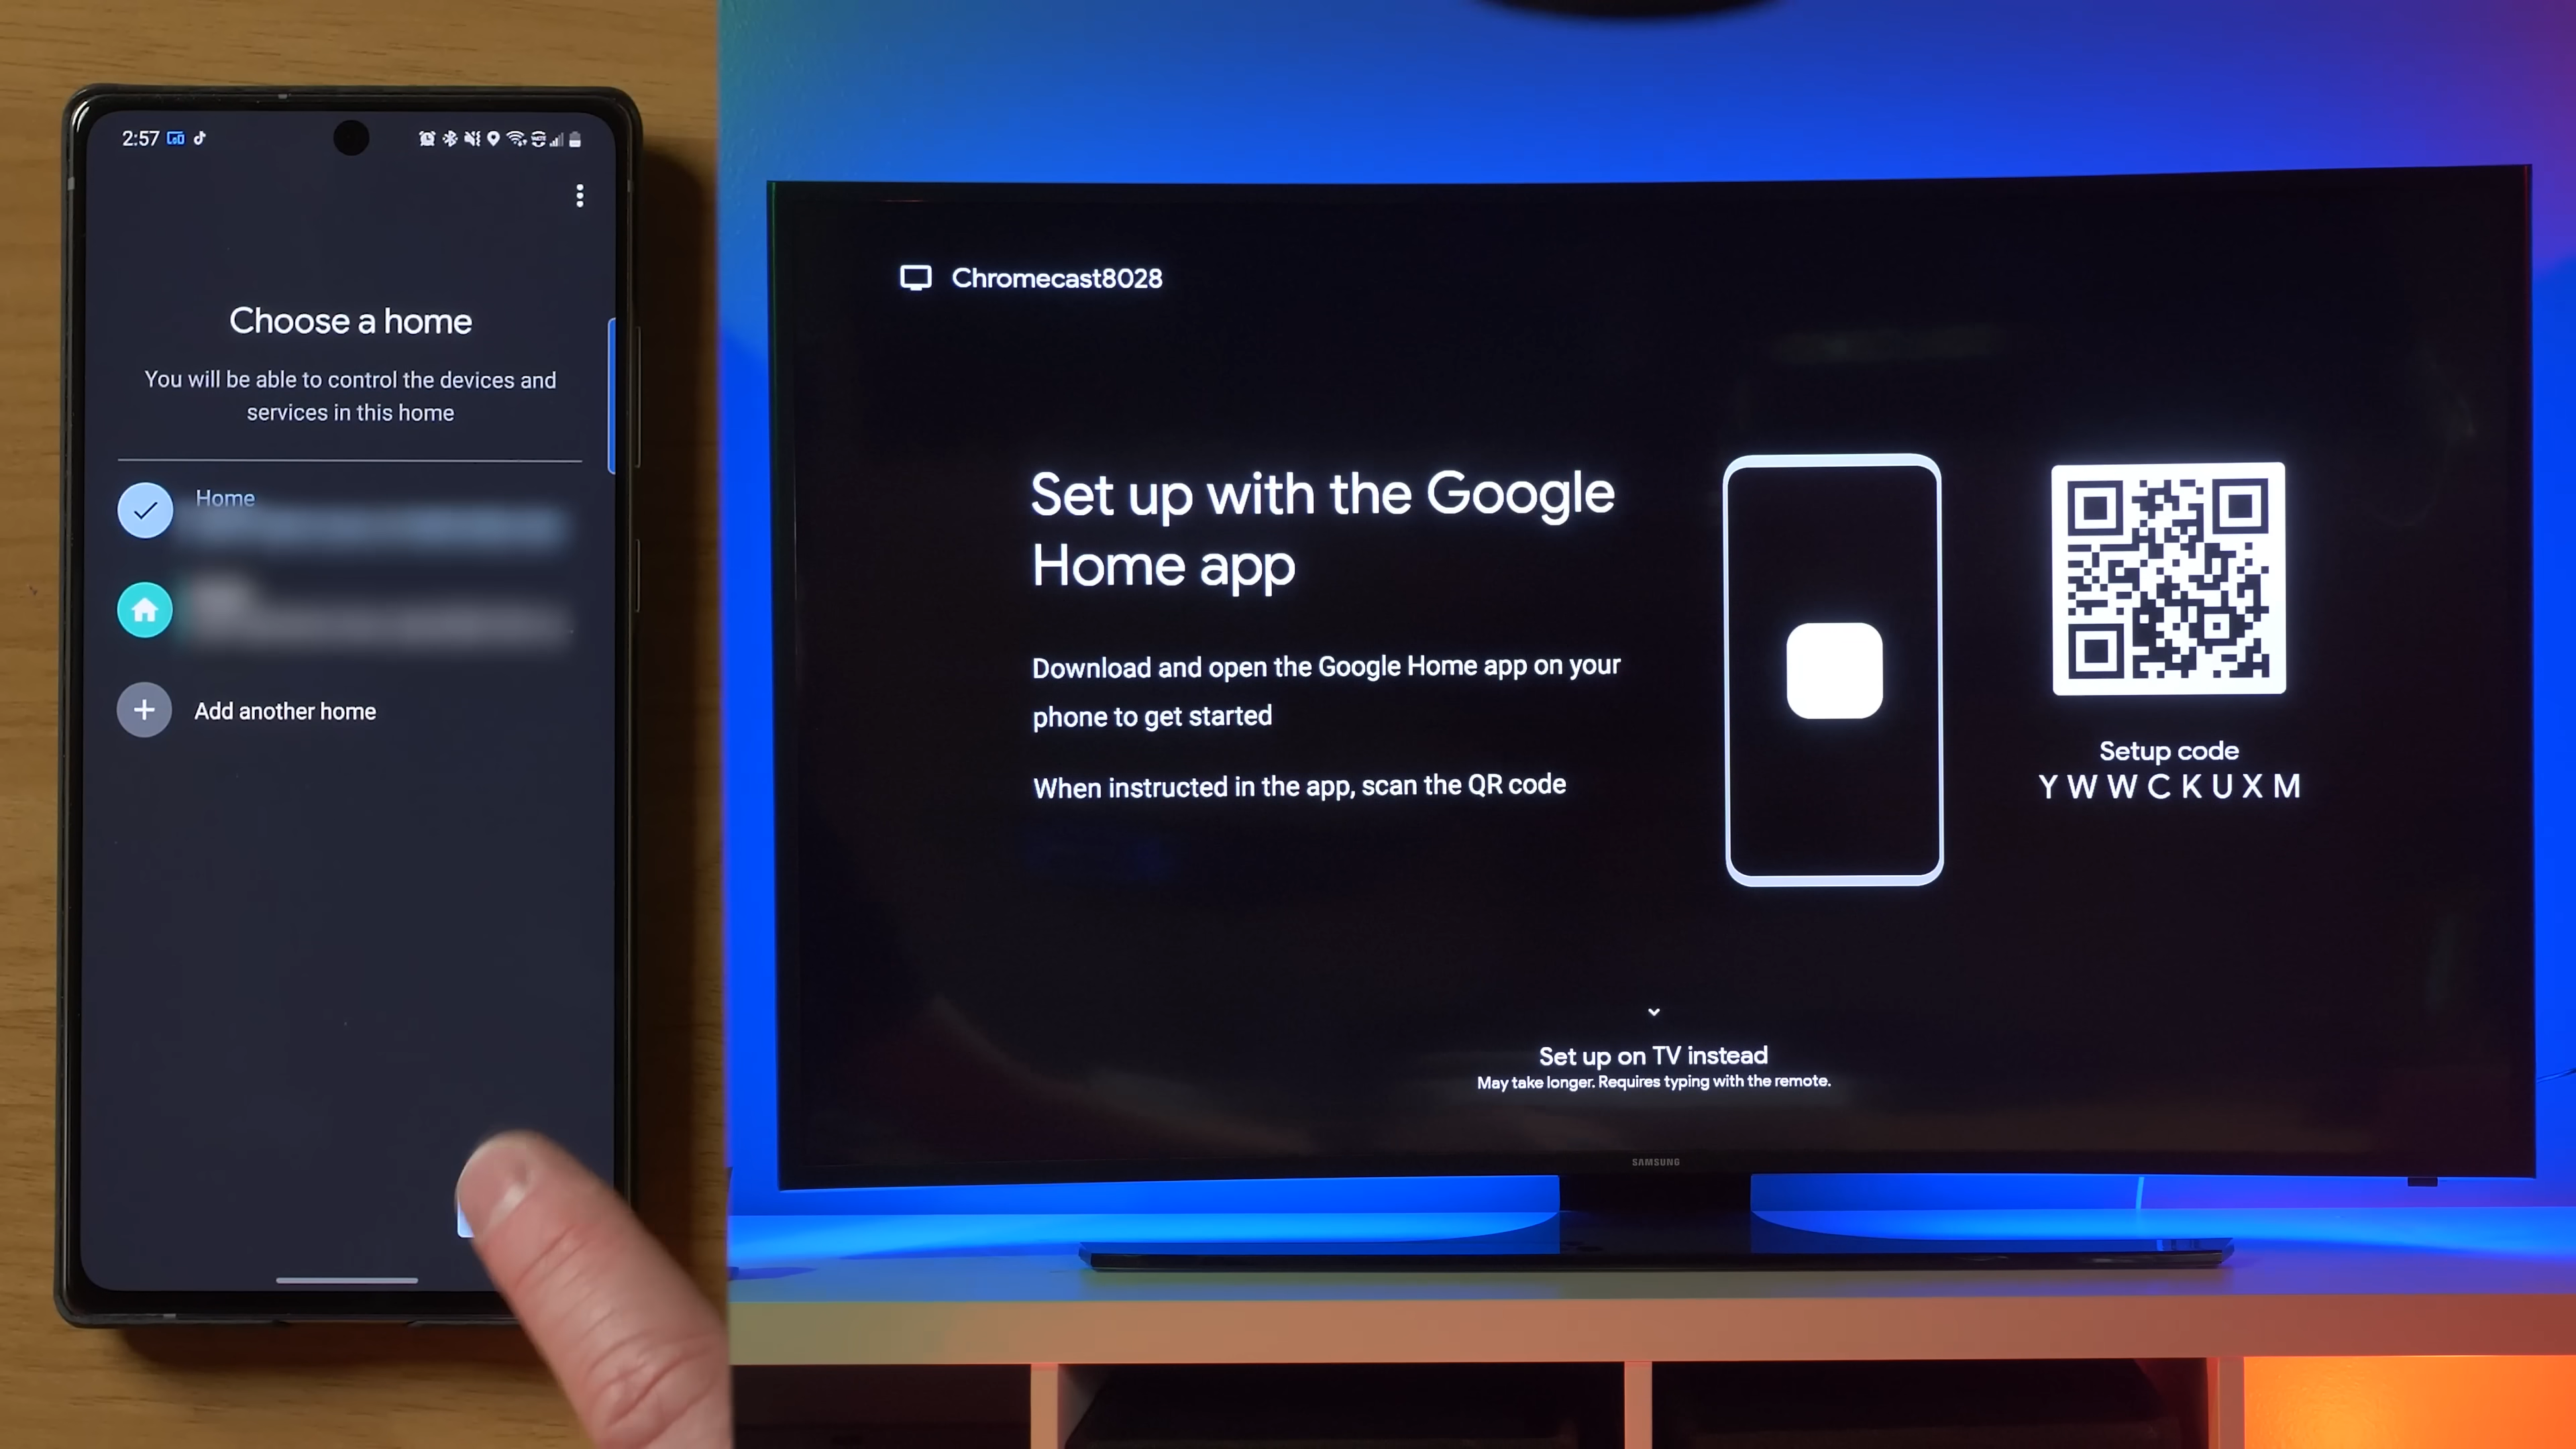 2:57
Choose a home
You will be able to control the devices and
services in this home
Home
Add another home
Chromecast8028
Set up with the Google
Home app
Download and open the Google Home app on your
phone to get started
When instructed in the app, scan the QR code
Setup code
YWWCKUXM
Set up on TV instead
May take longer. Requires typing with the remote.
SAMSUNG